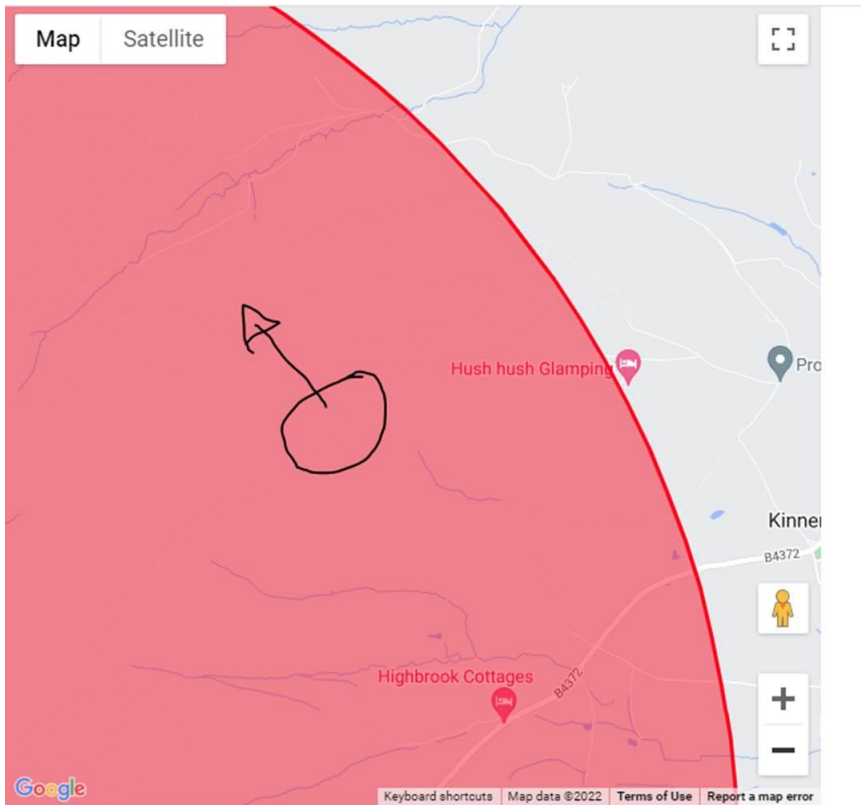 Map Satellite
Hush hush Glamping
Pro
Kinner
B4372
Highbrook Cottages
B4372
Google
Keyboard shortcuts Map data ©2022 Terms of Use Report a map error